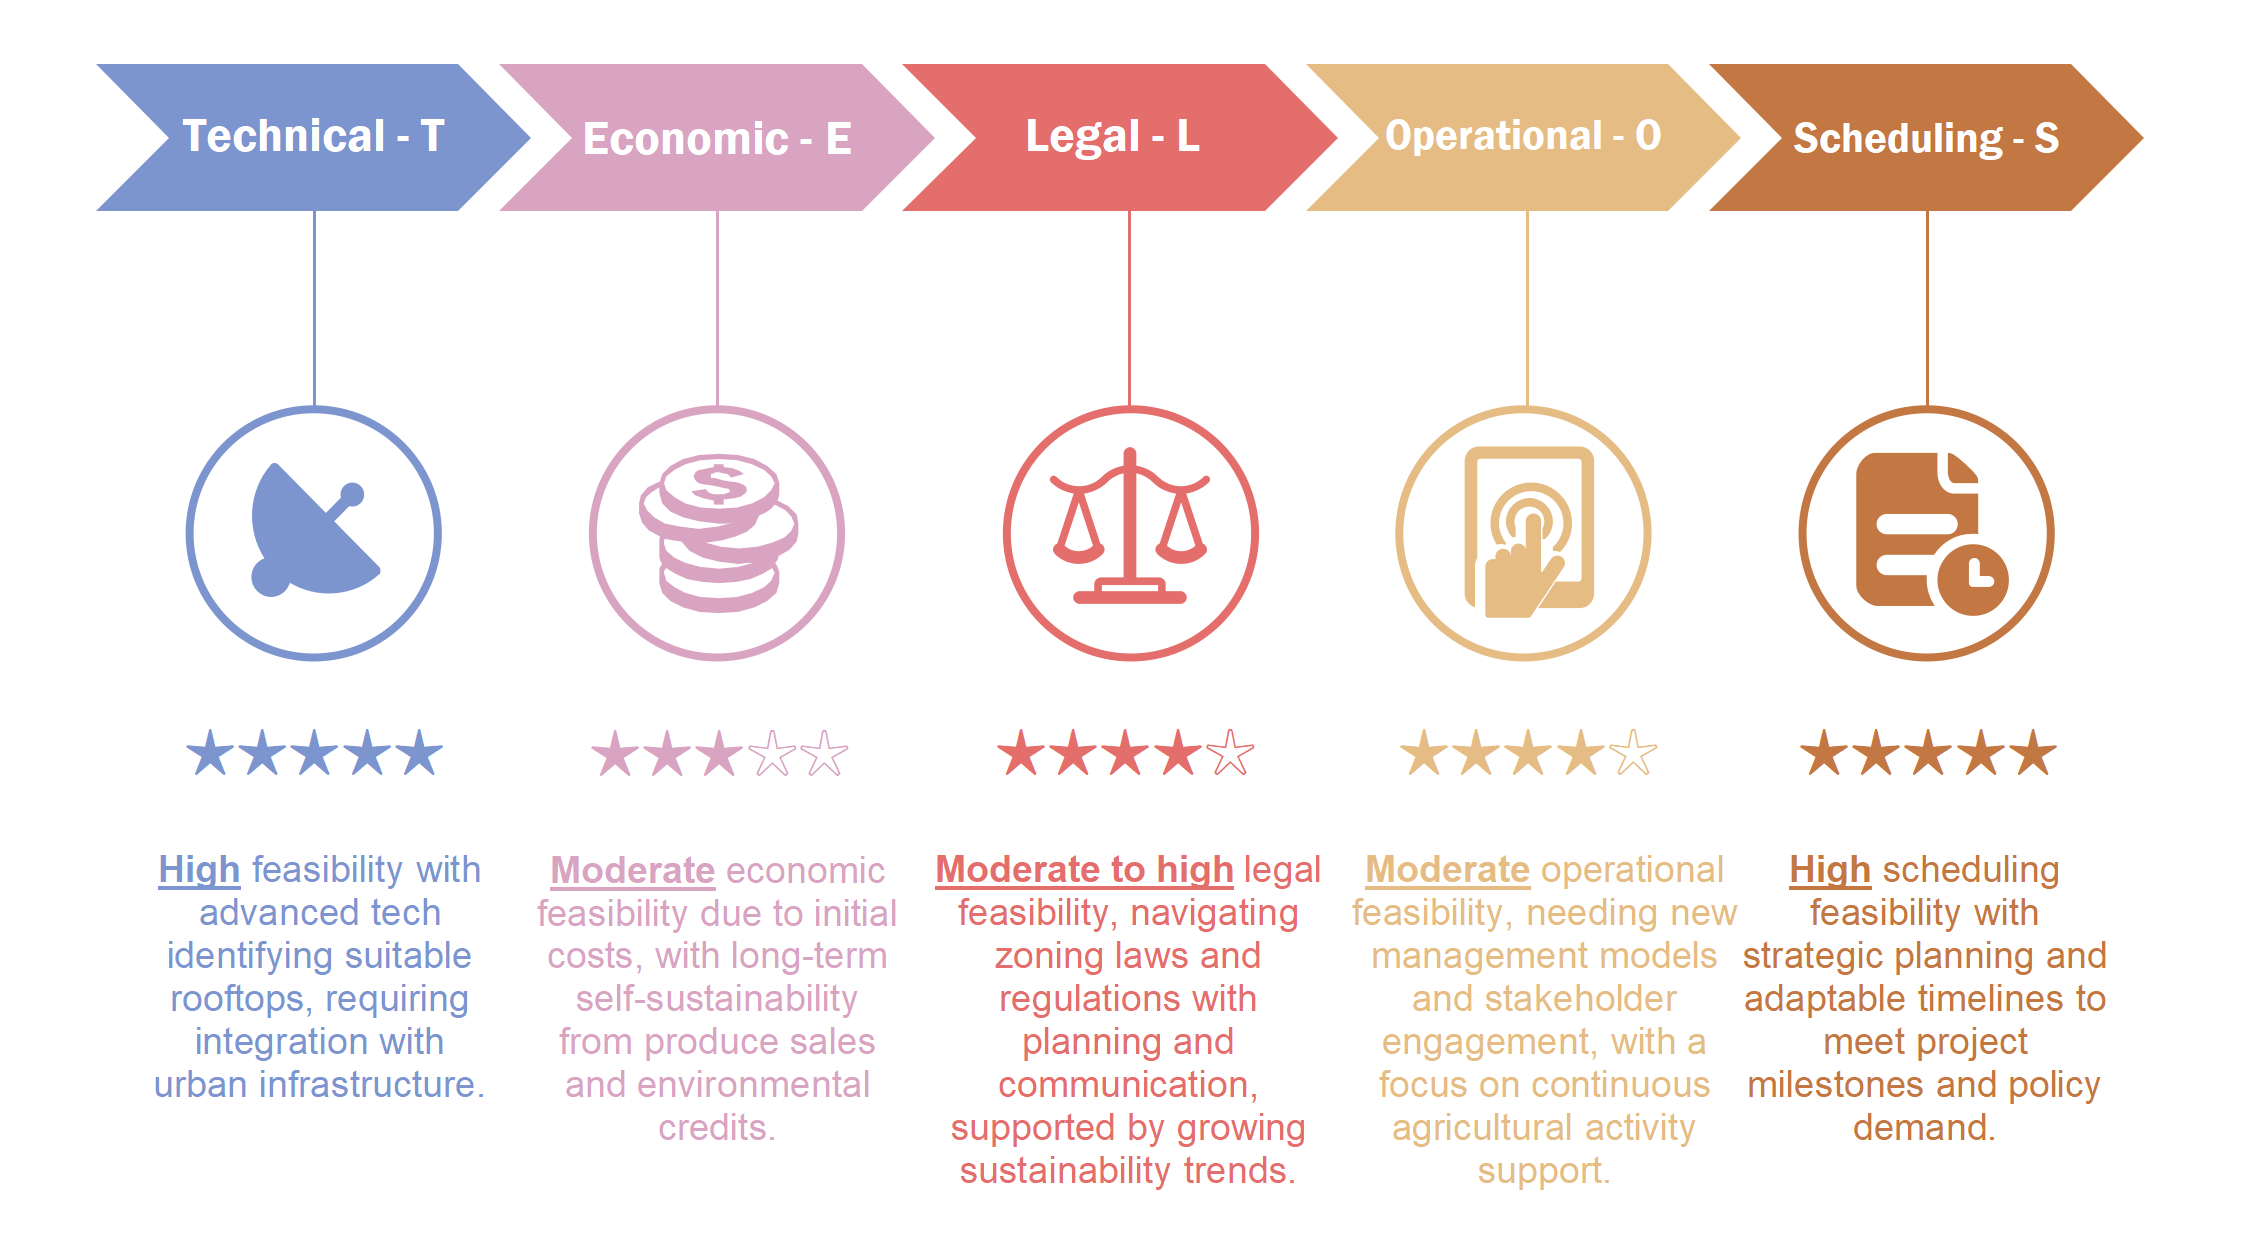 Technical - T
Economic - E
Legal - L
Operational - O
Scheduling - S
$
High feasibility with
advanced tech
identifying suitable
rooftops, requiring
integration with
urban infrastructure.
Moderate economic
feasibility due to initial
costs, with long-term
self-sustainability
from produce sales
and environmental
credits.
Moderate to high legal
feasibility, navigating
zoning laws and
regulations with
planning and
communication,
supported by growing
sustainability trends.
Moderate operational
feasibility, needing new
management models
and stakeholder
engagement, with a
focus on continuous
agricultural activity
support.
High scheduling
feasibility with
strategic planning and
adaptable timelines to
meet project
milestones and policy
demand.